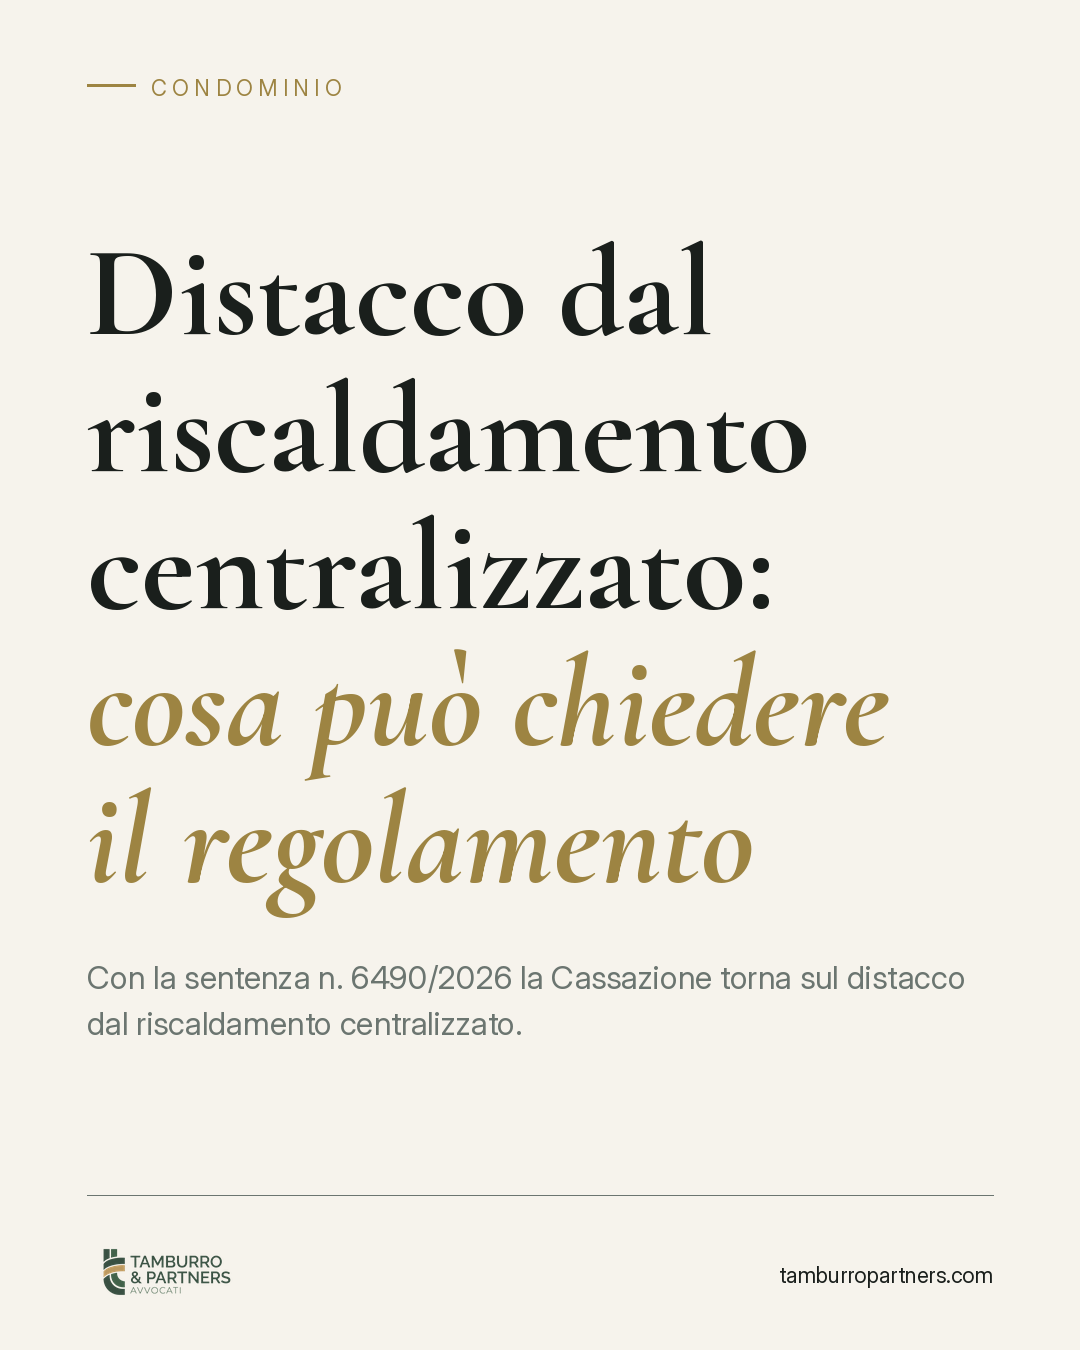 CONDOMINIO
Distacco dal
riscaldamento
centralizzato:
cosa può chiedere
il regolamento
Con la sentenza n. 6490/2026 la Cassazione torna sul distacco
dal riscaldamento centralizzato.
TAMBURRO
& PARTNERS
AVVOCATI
tamburropartners.com